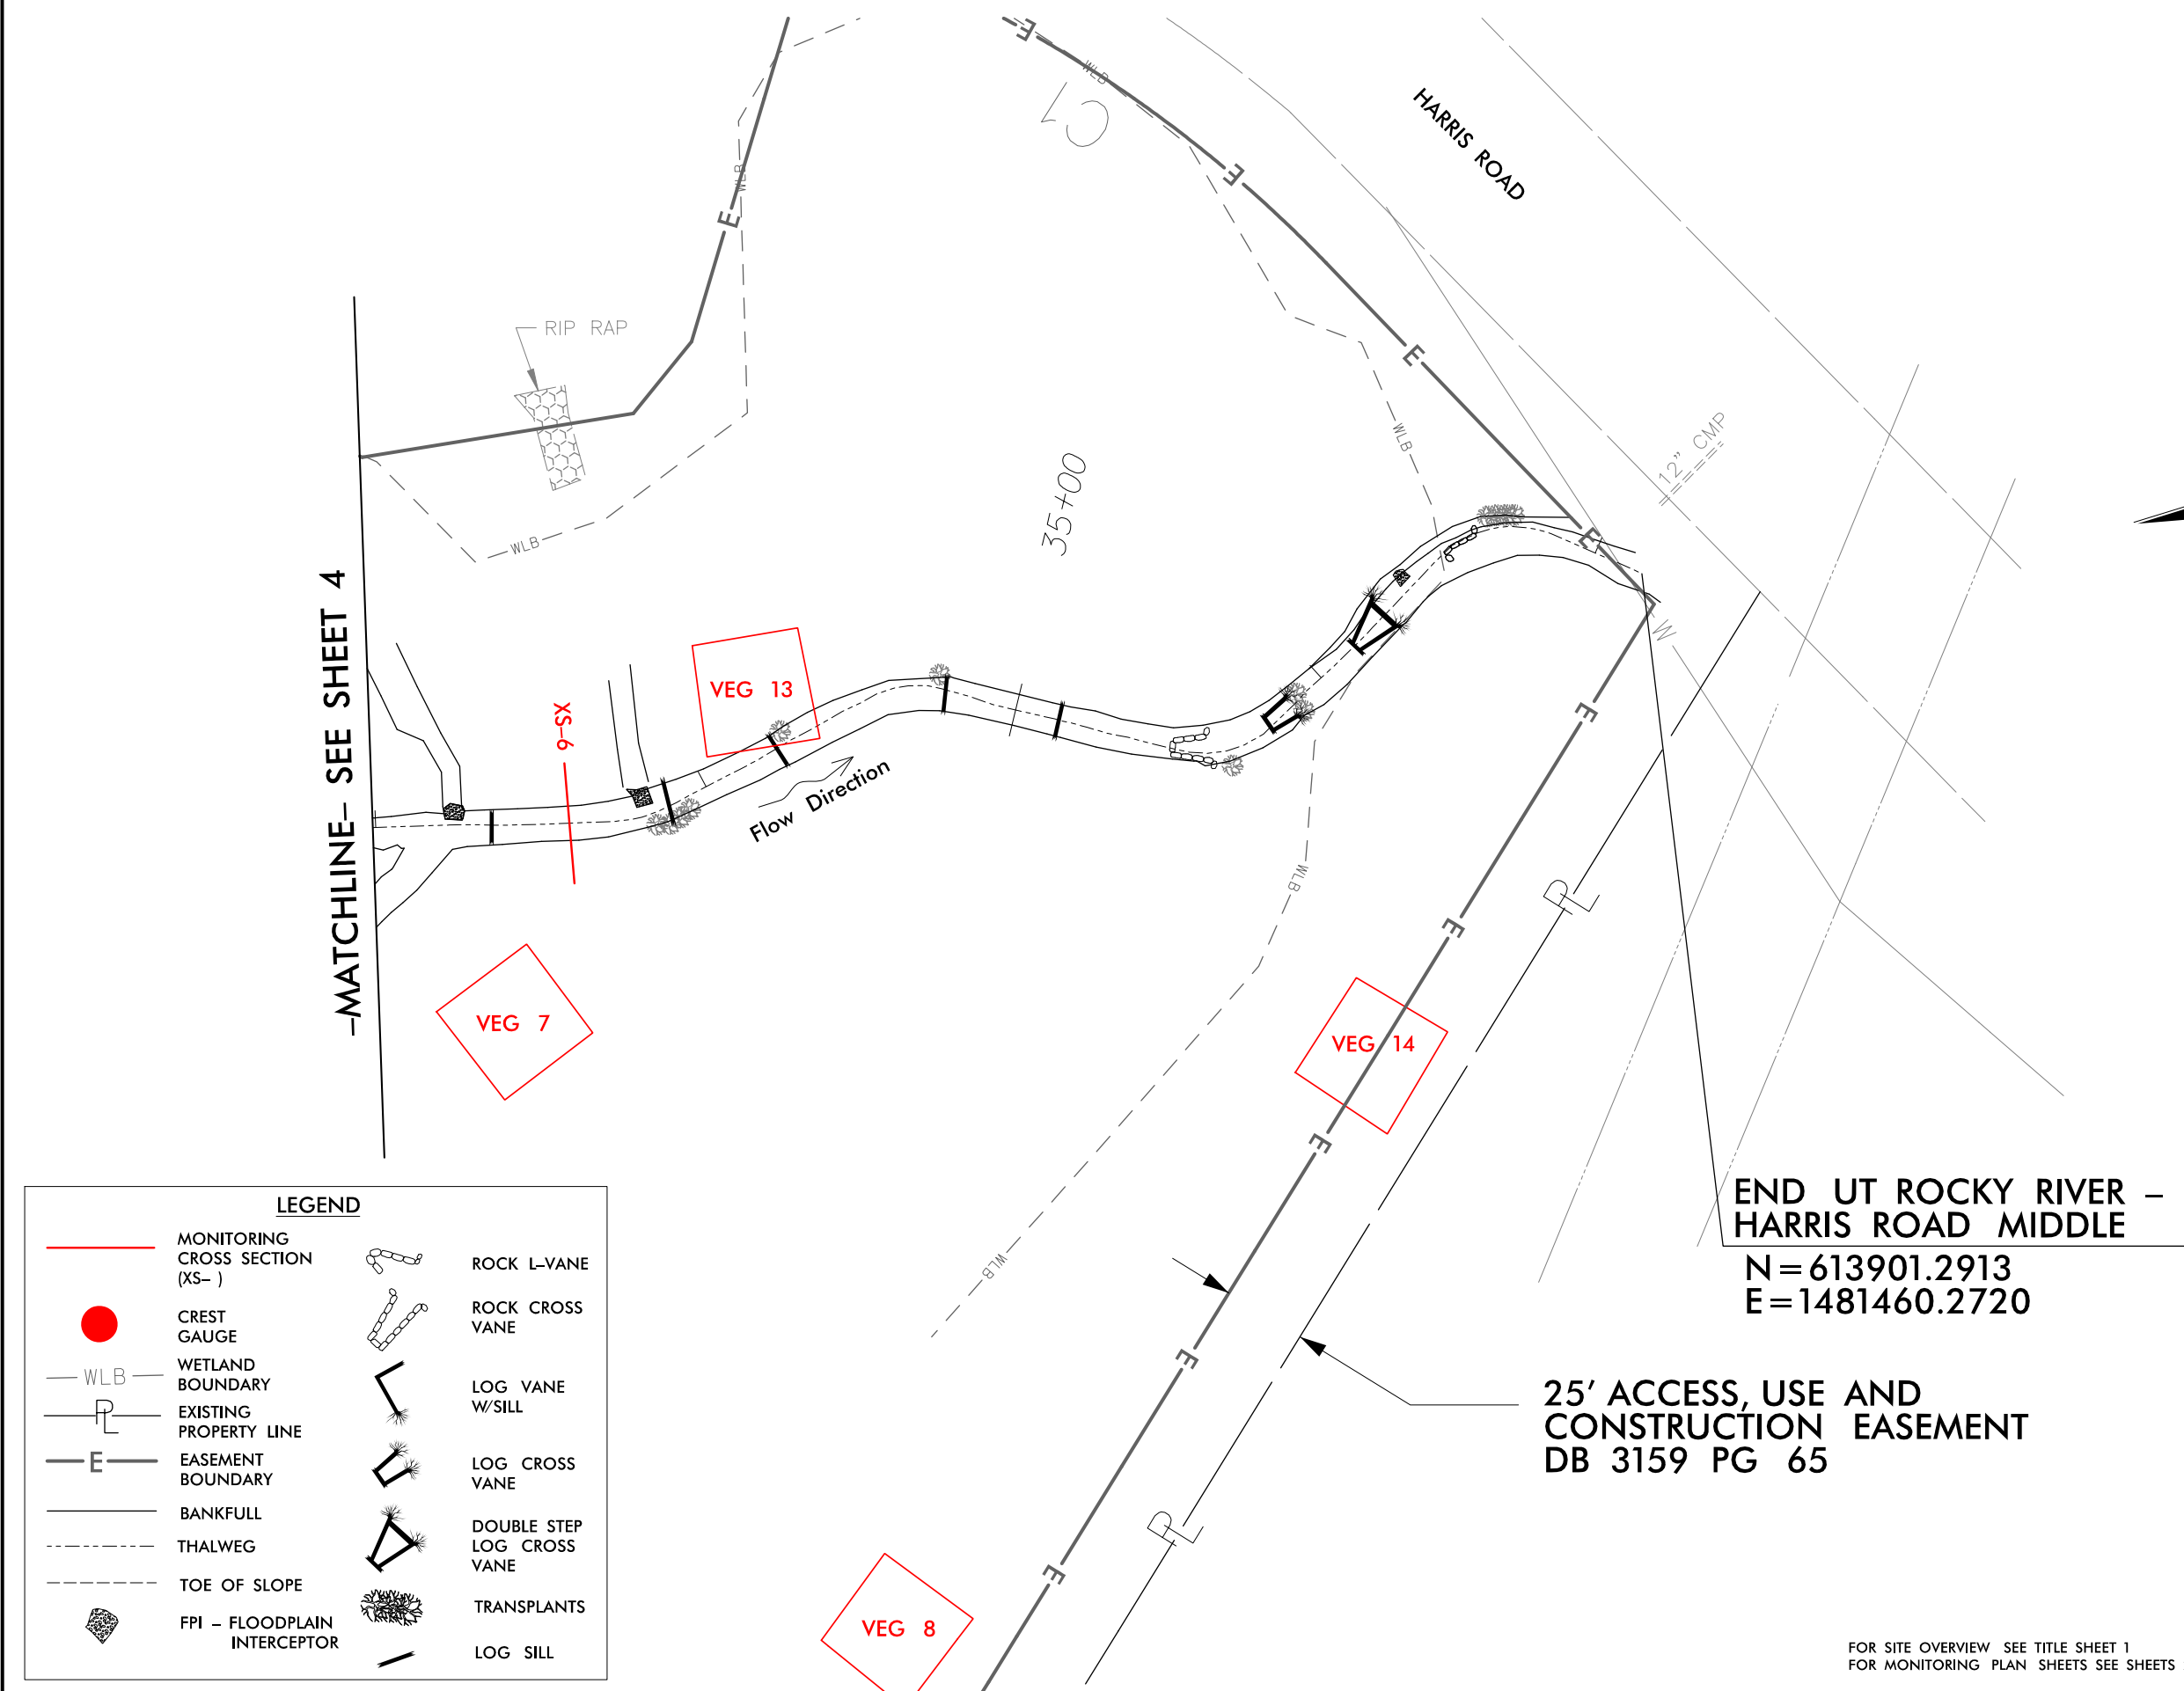 WLB
C5
HARRIS ROAD
WLB
E
E
E
RIP RAP
E
WLB
12" CMP
35+00
WLB
E
-MATCHLINE- SEE SHEET 4
VEG 13
XS-6
W
E
Flow Direction
WLB
PL
E
VEG 7
VEG 14
E
WLB
END UT ROCKY RIVER -
HARRIS ROAD MIDDLE
N=613901.2913
E=1481460.2720
E
25' ACCESS, USE AND
CONSTRUCTION EASEMENT
DB 3159 PG 65
PL
E
VEG 8
LEGEND
MONITORING
CROSS SECTION
(XS- )
CREST
GAUGE
WLB
WETLAND
BOUNDARY
PL
EXISTING
PROPERTY LINE
E
EASEMENT
BOUNDARY
BANKFULL
THALWEG
TOE OF SLOPE
FPI - FLOODPLAIN
INTERCEPTOR
ROCK L-VANE
ROCK CROSS
VANE
LOG VANE
W/SILL
LOG CROSS
VANE
DOUBLE STEP
LOG CROSS
VANE
TRANSPLANTS
LOG SILL
FOR SITE OVERVIEW SEE TITLE SHEET 1
FOR MONITORING PLAN SHEETS SEE SHEETS